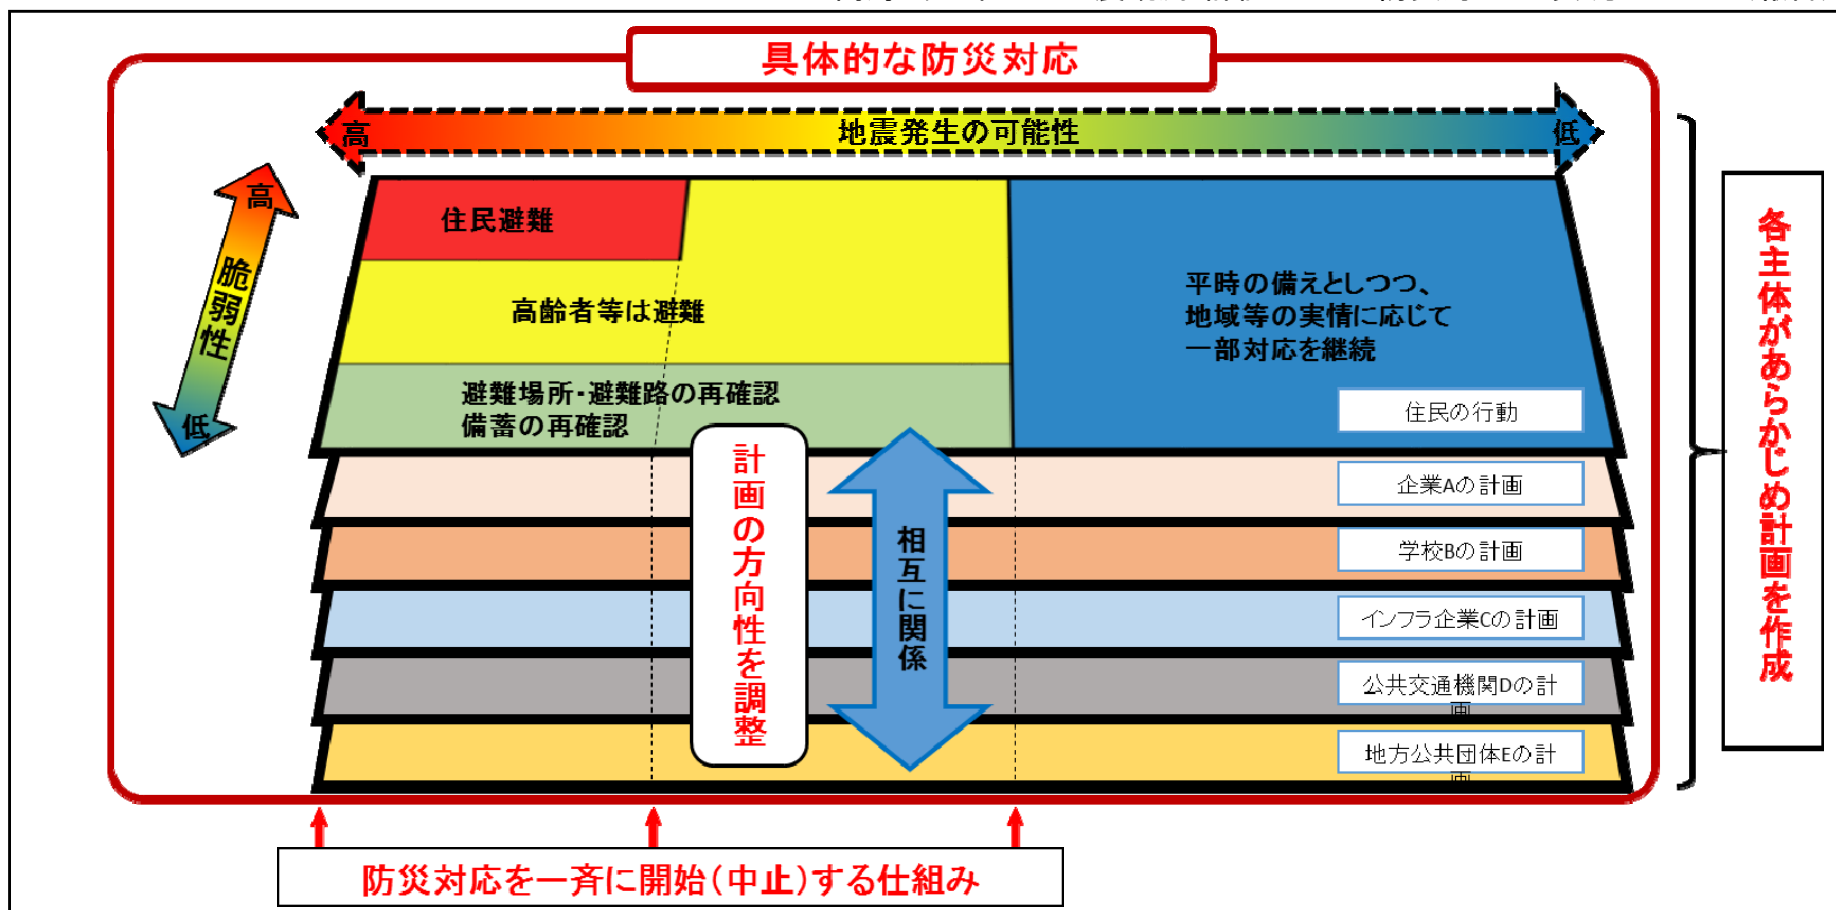 具体的な防災対応
高
地震発生の可能性
低
高
脆弱性
低
住民避難
高齢者等は避難
避難場所・避難路の再確認
備蓄の再確認
平時の備えとしつつ、
地域等の実情に応じて
一部対応を継続
住民の行動
企業Aの計画
学校Bの計画
インフラ企業Cの計画
公共交通機関Dの計
画
地方公共団体Eの計
画
計画の方向性を調整
相互に関係
各主体があらかじめ計画を作成
防災対応を一斉に開始(中止)する仕組み